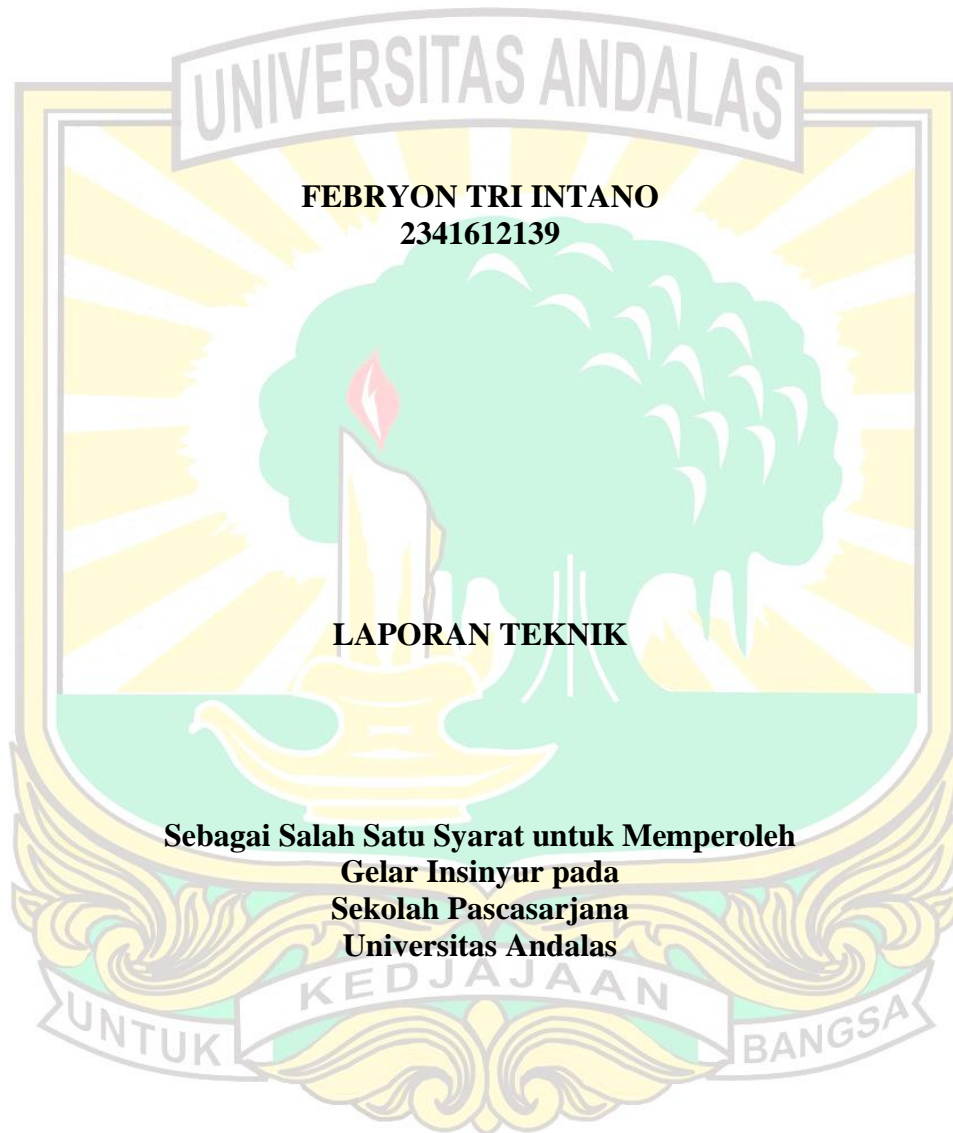 UNIVERSITAS ANDALAS
FEBRYON TRI INTANO
2341612139
LAPORAN TEKNIK
Sebagai Salah Satu Syarat untuk Memperoleh
Gelar Insinyur pada
Sekolah Pascasarjana
Universitas Andalas
UNTUK KEDJAJAAN BANGSA